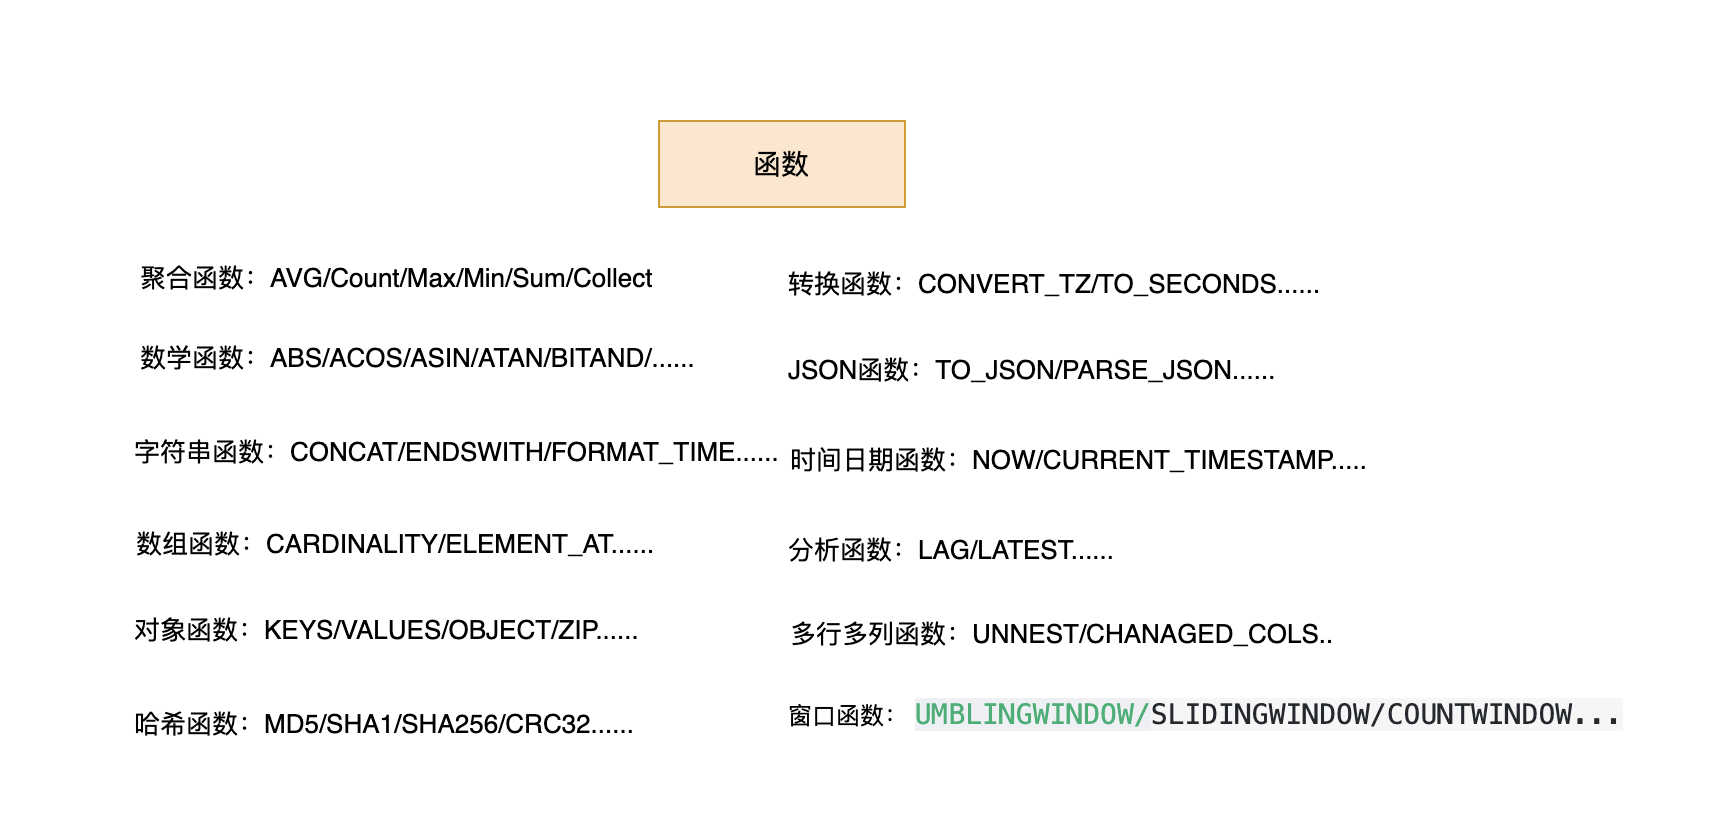 函数
聚合函数：AVG/Count/Max/Min/Sum/Collect
数学函数：ABS/ACOS/ASIN/ATAN/BITAND/......
字符串函数：CONCAT/ENDSWITH/FORMAT_TIME......
数组函数：CARDINALITY/ELEMENT_AT......
对象函数：KEYS/VALUES/OBJECT/ZIP......
哈希函数：MD5/SHA1/SHA256/CRC32......
转换函数：CONVERT_TZ/TO_SECONDS......
JSON函数：TO_JSON/PARSE_JSON......
时间日期函数：NOW/CURRENT_TIMESTAMP.....
分析函数：LAG/LATEST......
多行多列函数：UNNEST/CHANAGED_COLS..
窗口函数：UMBLINGWINDOW/SLIDINGWINDOW/COUNTWINDOW...